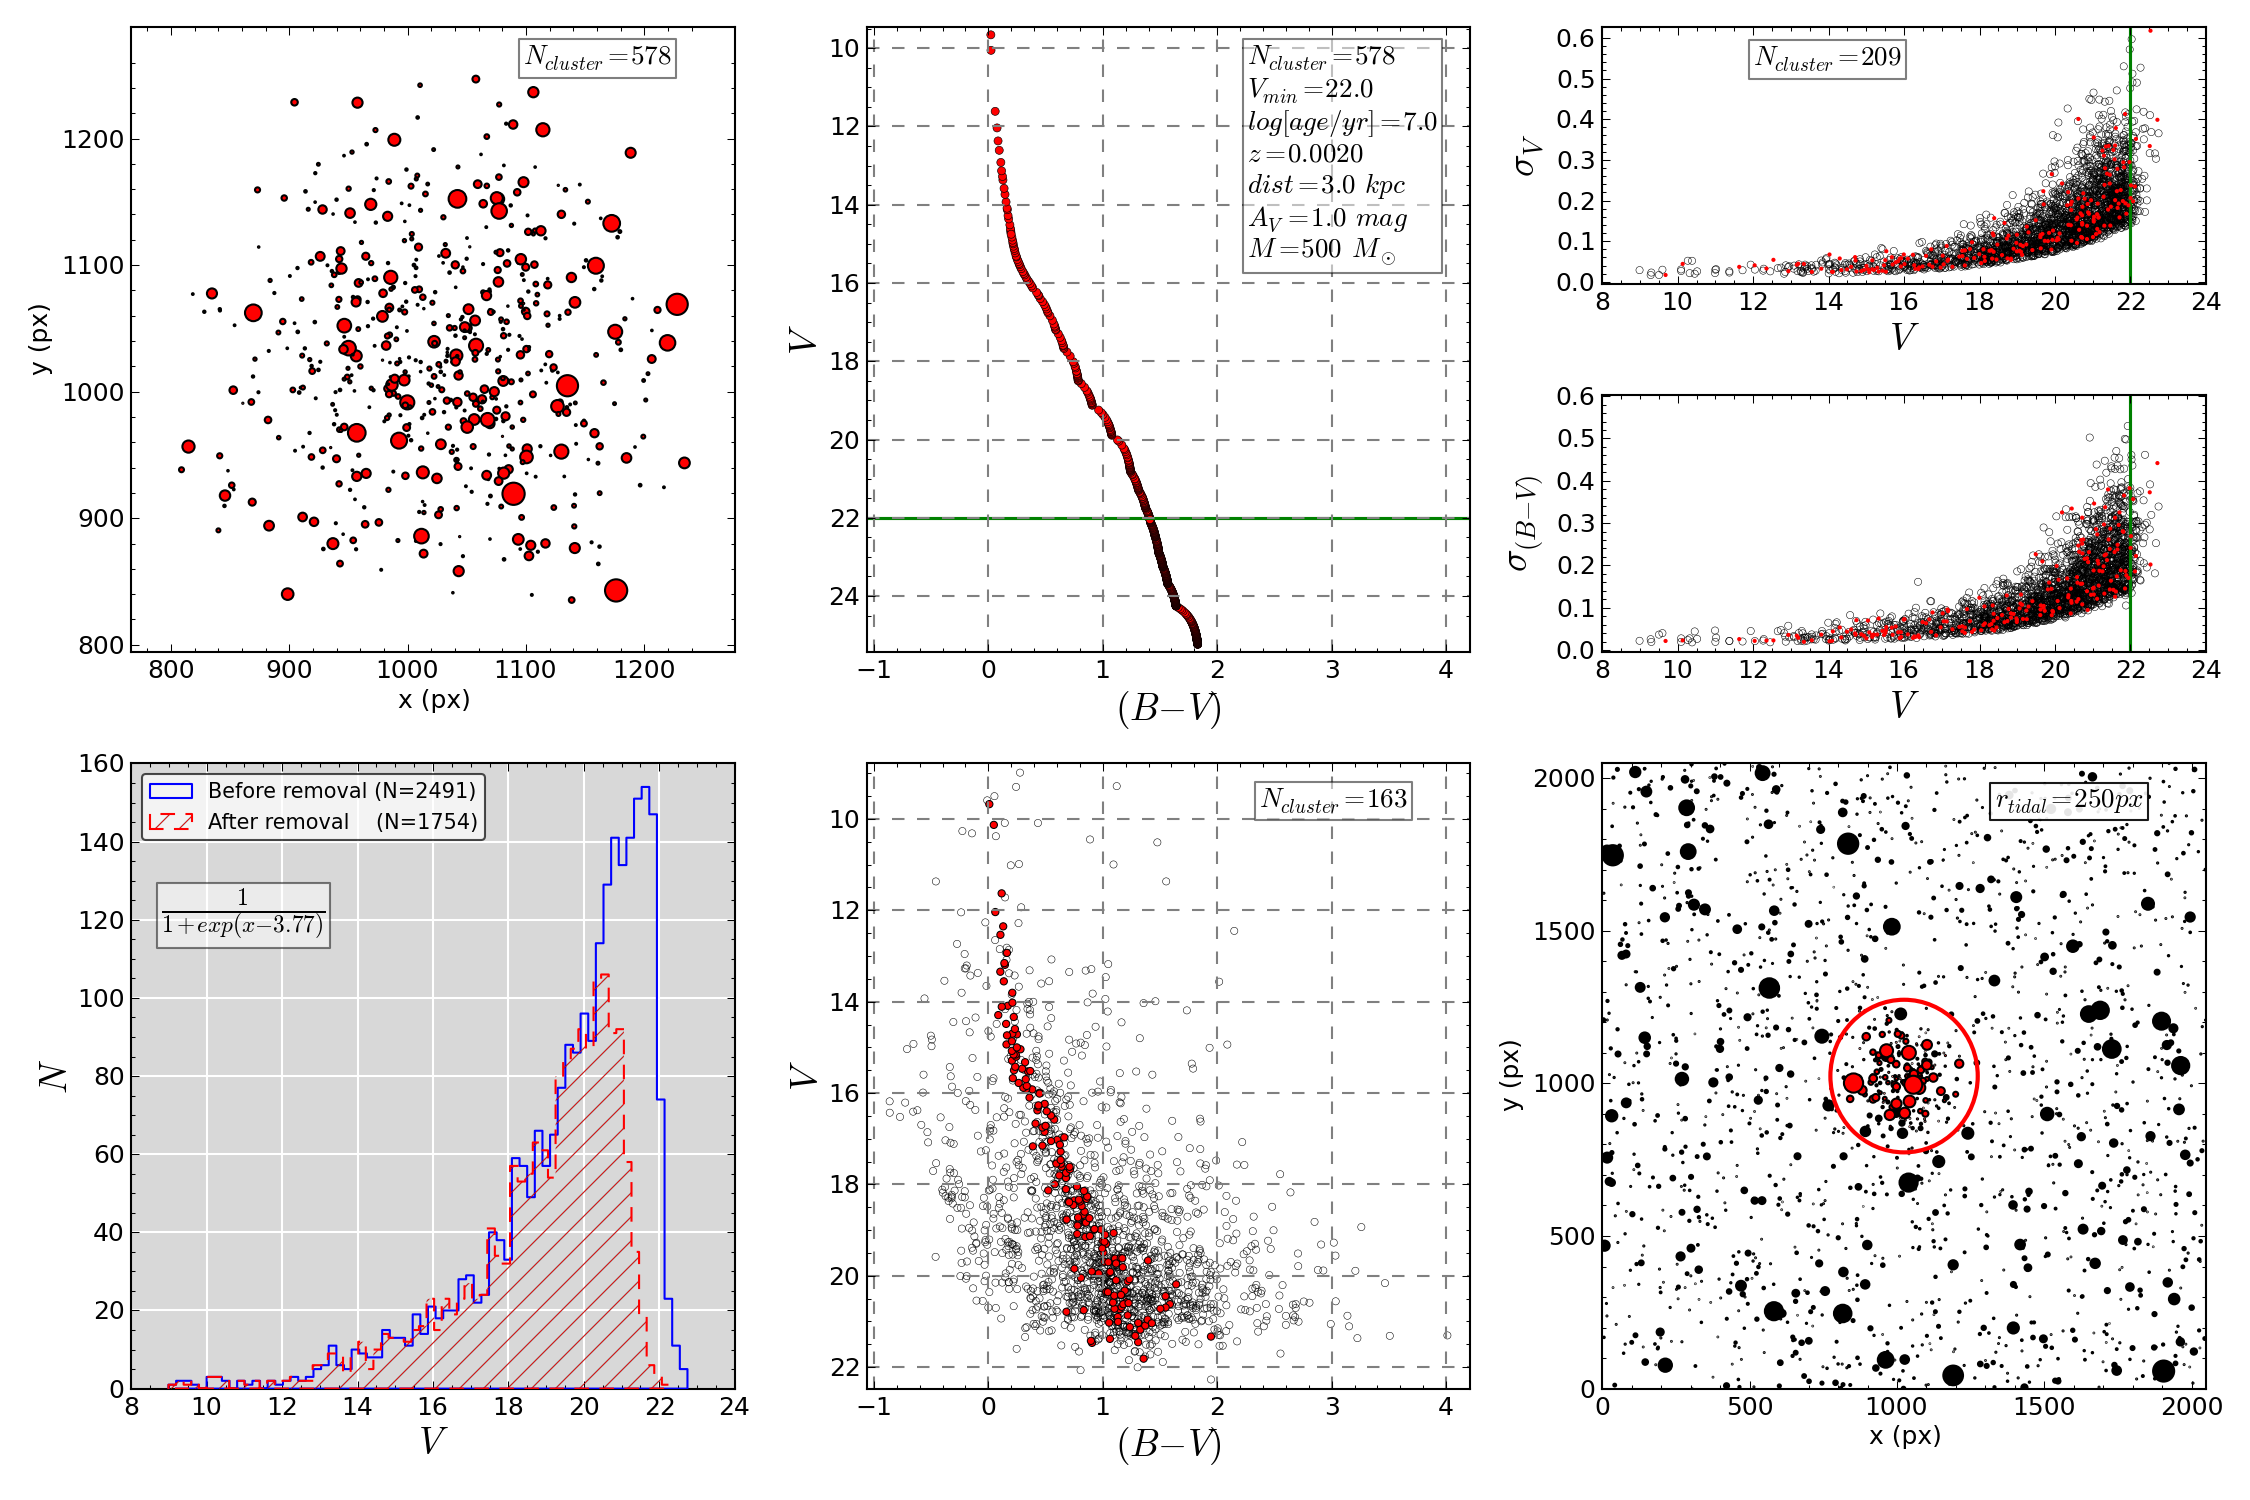 N_cluster=578
1200
1100
1000
900
800
y (px)
800 900 1000 1100 1200
x (px)
N_cluster=578
V_min=22.0
log[age/yr]=7.0
z=0.0020
dist=3.0 kpc
A_V=1.0 mag
M=500 M_⊙
10
12
14
16
18
20
22
24
V
−1 0 1 2 3 4
(B−V)
N_cluster=209
0.6
0.5
0.4
0.3
0.2
0.1
0.0
σ_V
8 10 12 14 16 18 20 22 24
V
0.6
0.5
0.4
0.3
0.2
0.1
0.0
σ_(B−V)
8 10 12 14 16 18 20 22 24
V
Before removal (N=2491)
After removal (N=1754)
1
1+exp(x−3.77)
160
140
120
100
80
60
40
20
0
N
8 10 12 14 16 18 20 22 24
V
N_cluster=163
10
12
14
16
18
20
22
V
−1 0 1 2 3 4
(B−V)
r_tidal=250px
2000
1500
1000
500
0
y (px)
0 500 1000 1500 2000
x (px)